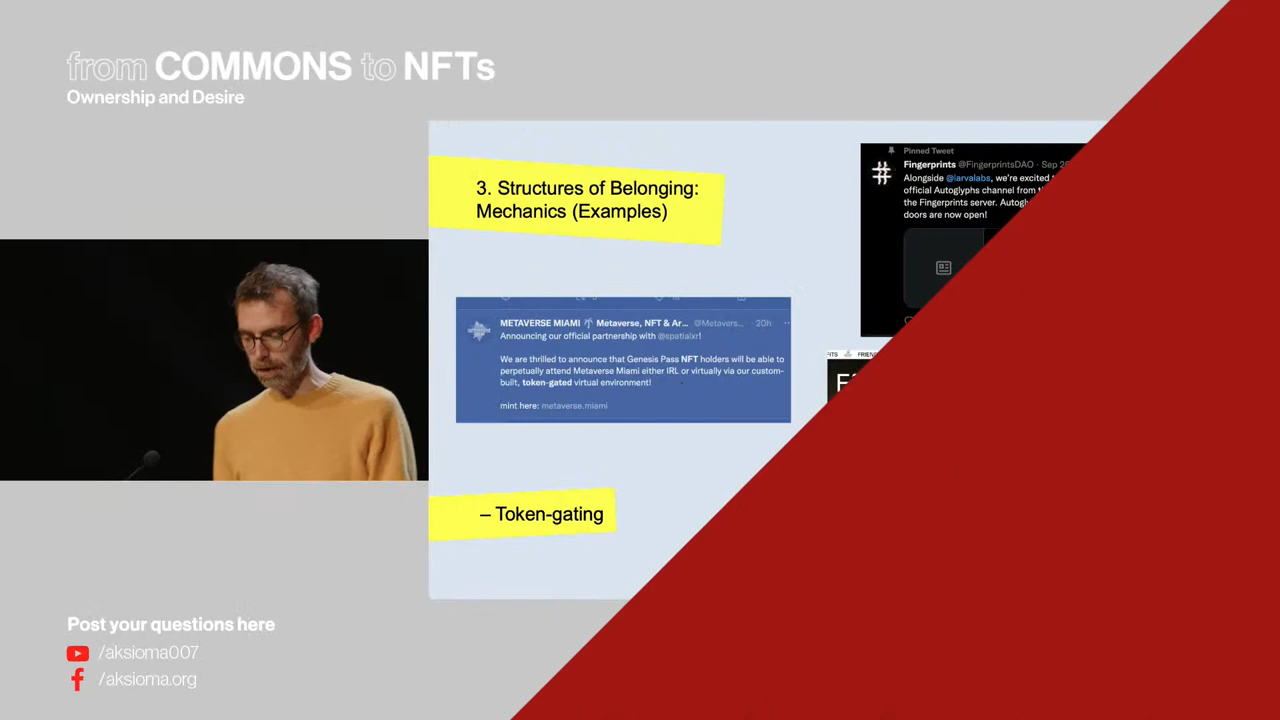 from COMMONS to NFTs
Ownership and Desire
3. Structures of Belonging:
Mechanics (Examples)
METAVERSE MIAMI 🌴 Metaverse, NFT & Ar... @Metavers... · 20h ···
Announcing our official partnership with @spatialxr!
We are thrilled to announce that Genesis Pass NFT holders will be able to
perpetually attend Metaverse Miami either IRL or virtually via our custom-
built, token-gated virtual environment!
mint here: metaverse.miami
– Token-gating
Pinned Tweet
Fingerprints @FingerprintsDAO · Sep
Alongside @larvalabs, we're excited
official Autoglyphs channel from
the Fingerprints server.
doors are now open!
Post your questions here
/aksioma007
/aksioma.org